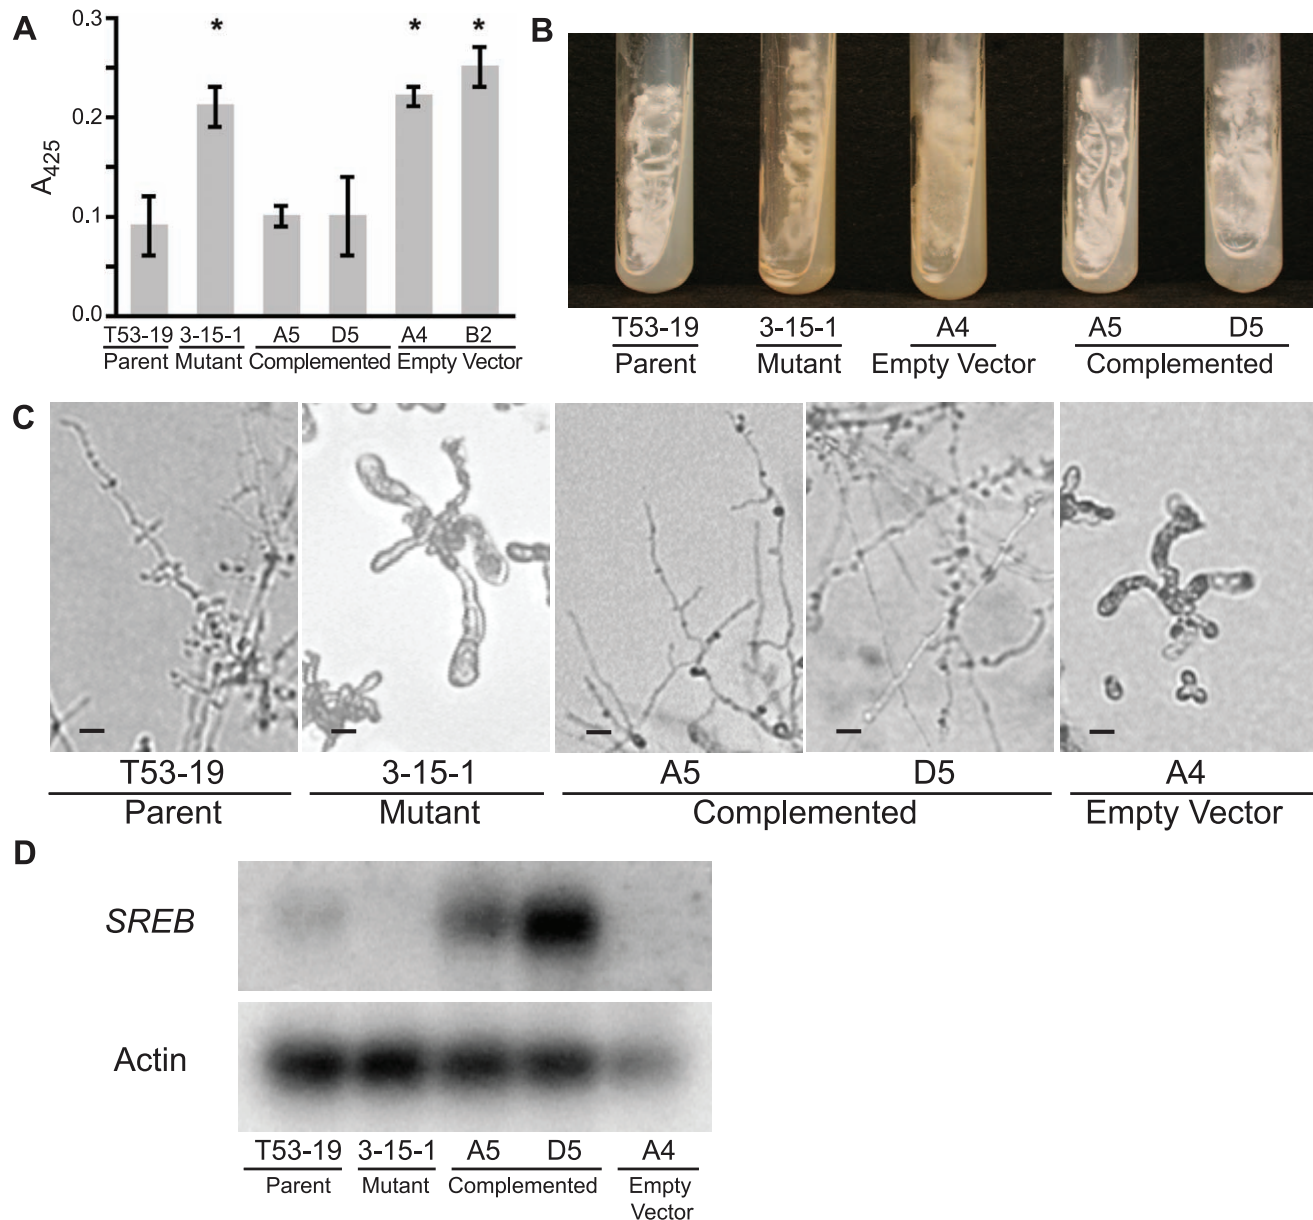 A
0.3
0.2
0.1
0.0
A425
* * *
T53-19 3-15-1 A5 D5 A4 B2
Parent Mutant Complemented Empty Vector
B
T53-19 3-15-1 A4 A5 D5
Parent Mutant Empty Vector Complemented
C
T53-19 3-15-1 A5 D5 A4
Parent Mutant Complemented Empty Vector
D
SREB
Actin
T53-19 3-15-1 A5 D5 A4
Parent Mutant Complemented Empty
Vector